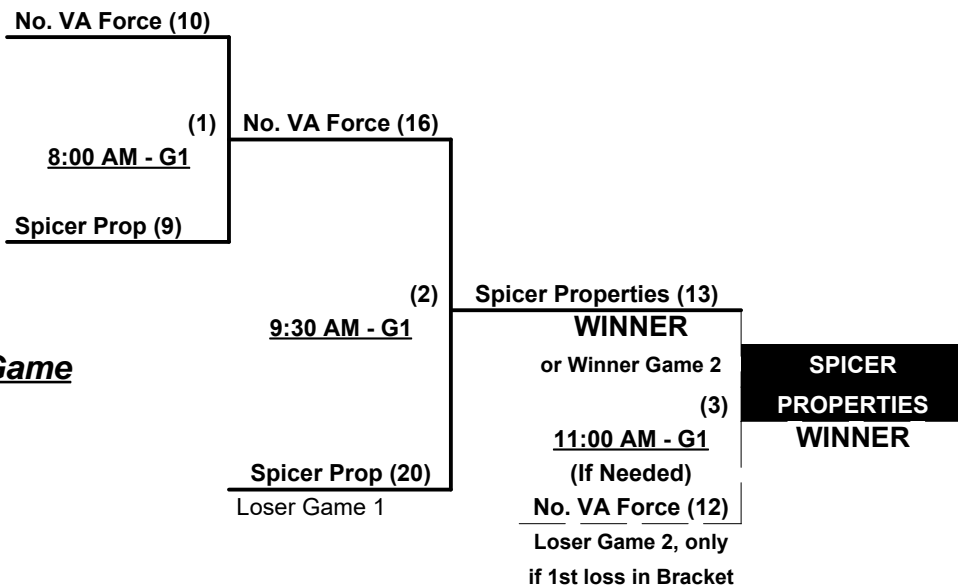 No. VA Force (10)
(1)
No. VA Force (16)
8:00 AM - G1
Spicer Prop (9)
(2)
Spicer Properties (13)
9:30 AM - G1
WINNER
Game
or Winner Game 2
SPICER
(3)
PROPERTIES
11:00 AM - G1
WINNER
Spicer Prop (20)
(If Needed)
Loser Game 1
No. VA Force (12)
Loser Game 2, only
if 1st loss in Bracket